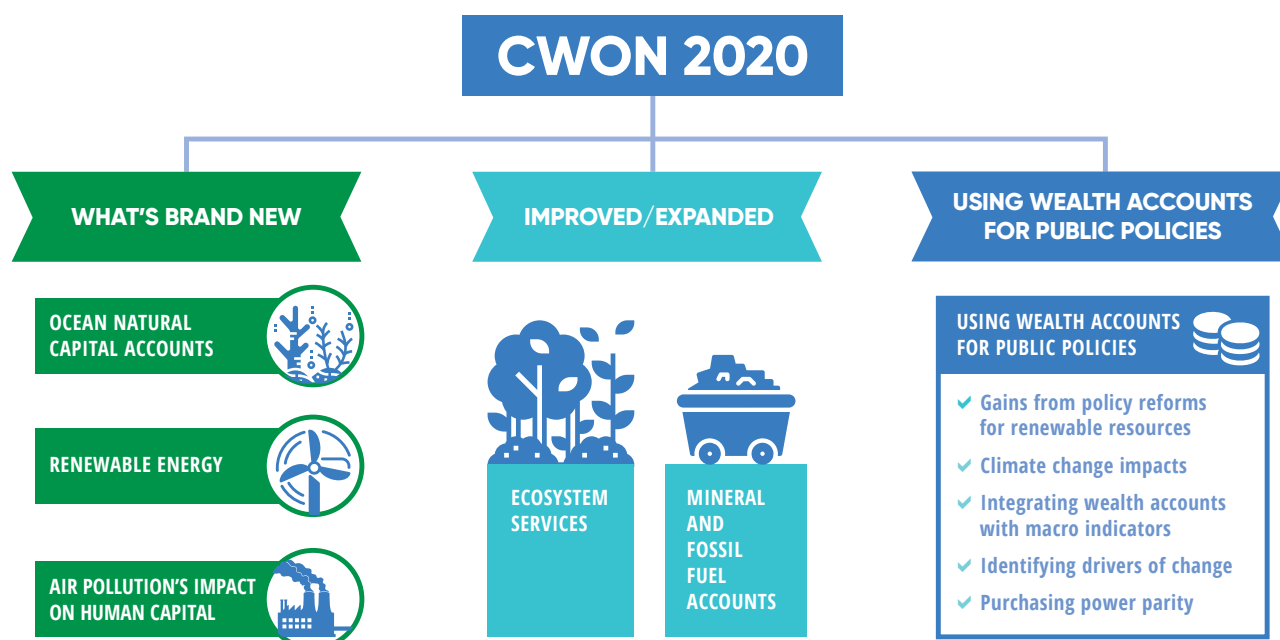 CWON 2020
WHAT'S BRAND NEW
OCEAN NATURAL
CAPITAL ACCOUNTS
RENEWABLE ENERGY
AIR POLLUTION'S IMPACT
ON HUMAN CAPITAL
IMPROVED/EXPANDED
ECOSYSTEM
SERVICES
MINERAL
AND
FOSSIL
FUEL
ACCOUNTS
USING WEALTH ACCOUNTS
FOR PUBLIC POLICIES
USING WEALTH ACCOUNTS
FOR PUBLIC POLICIES
Gains from policy reforms
for renewable resources
Climate change impacts
Integrating wealth accounts
with macro indicators
Identifying drivers of change
Purchasing power parity